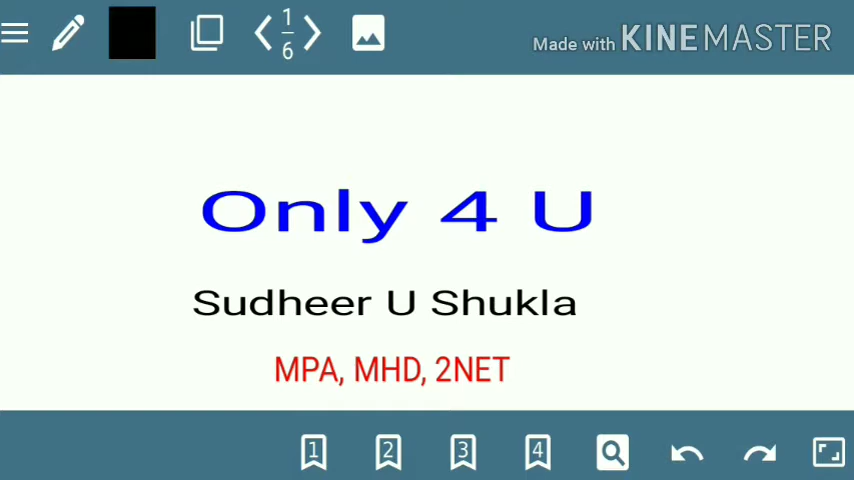 1
6
Made with KINEMASTER
Only 4 U
Sudheer U Shukla
MPA, MHD, 2NET
1 2 3 4